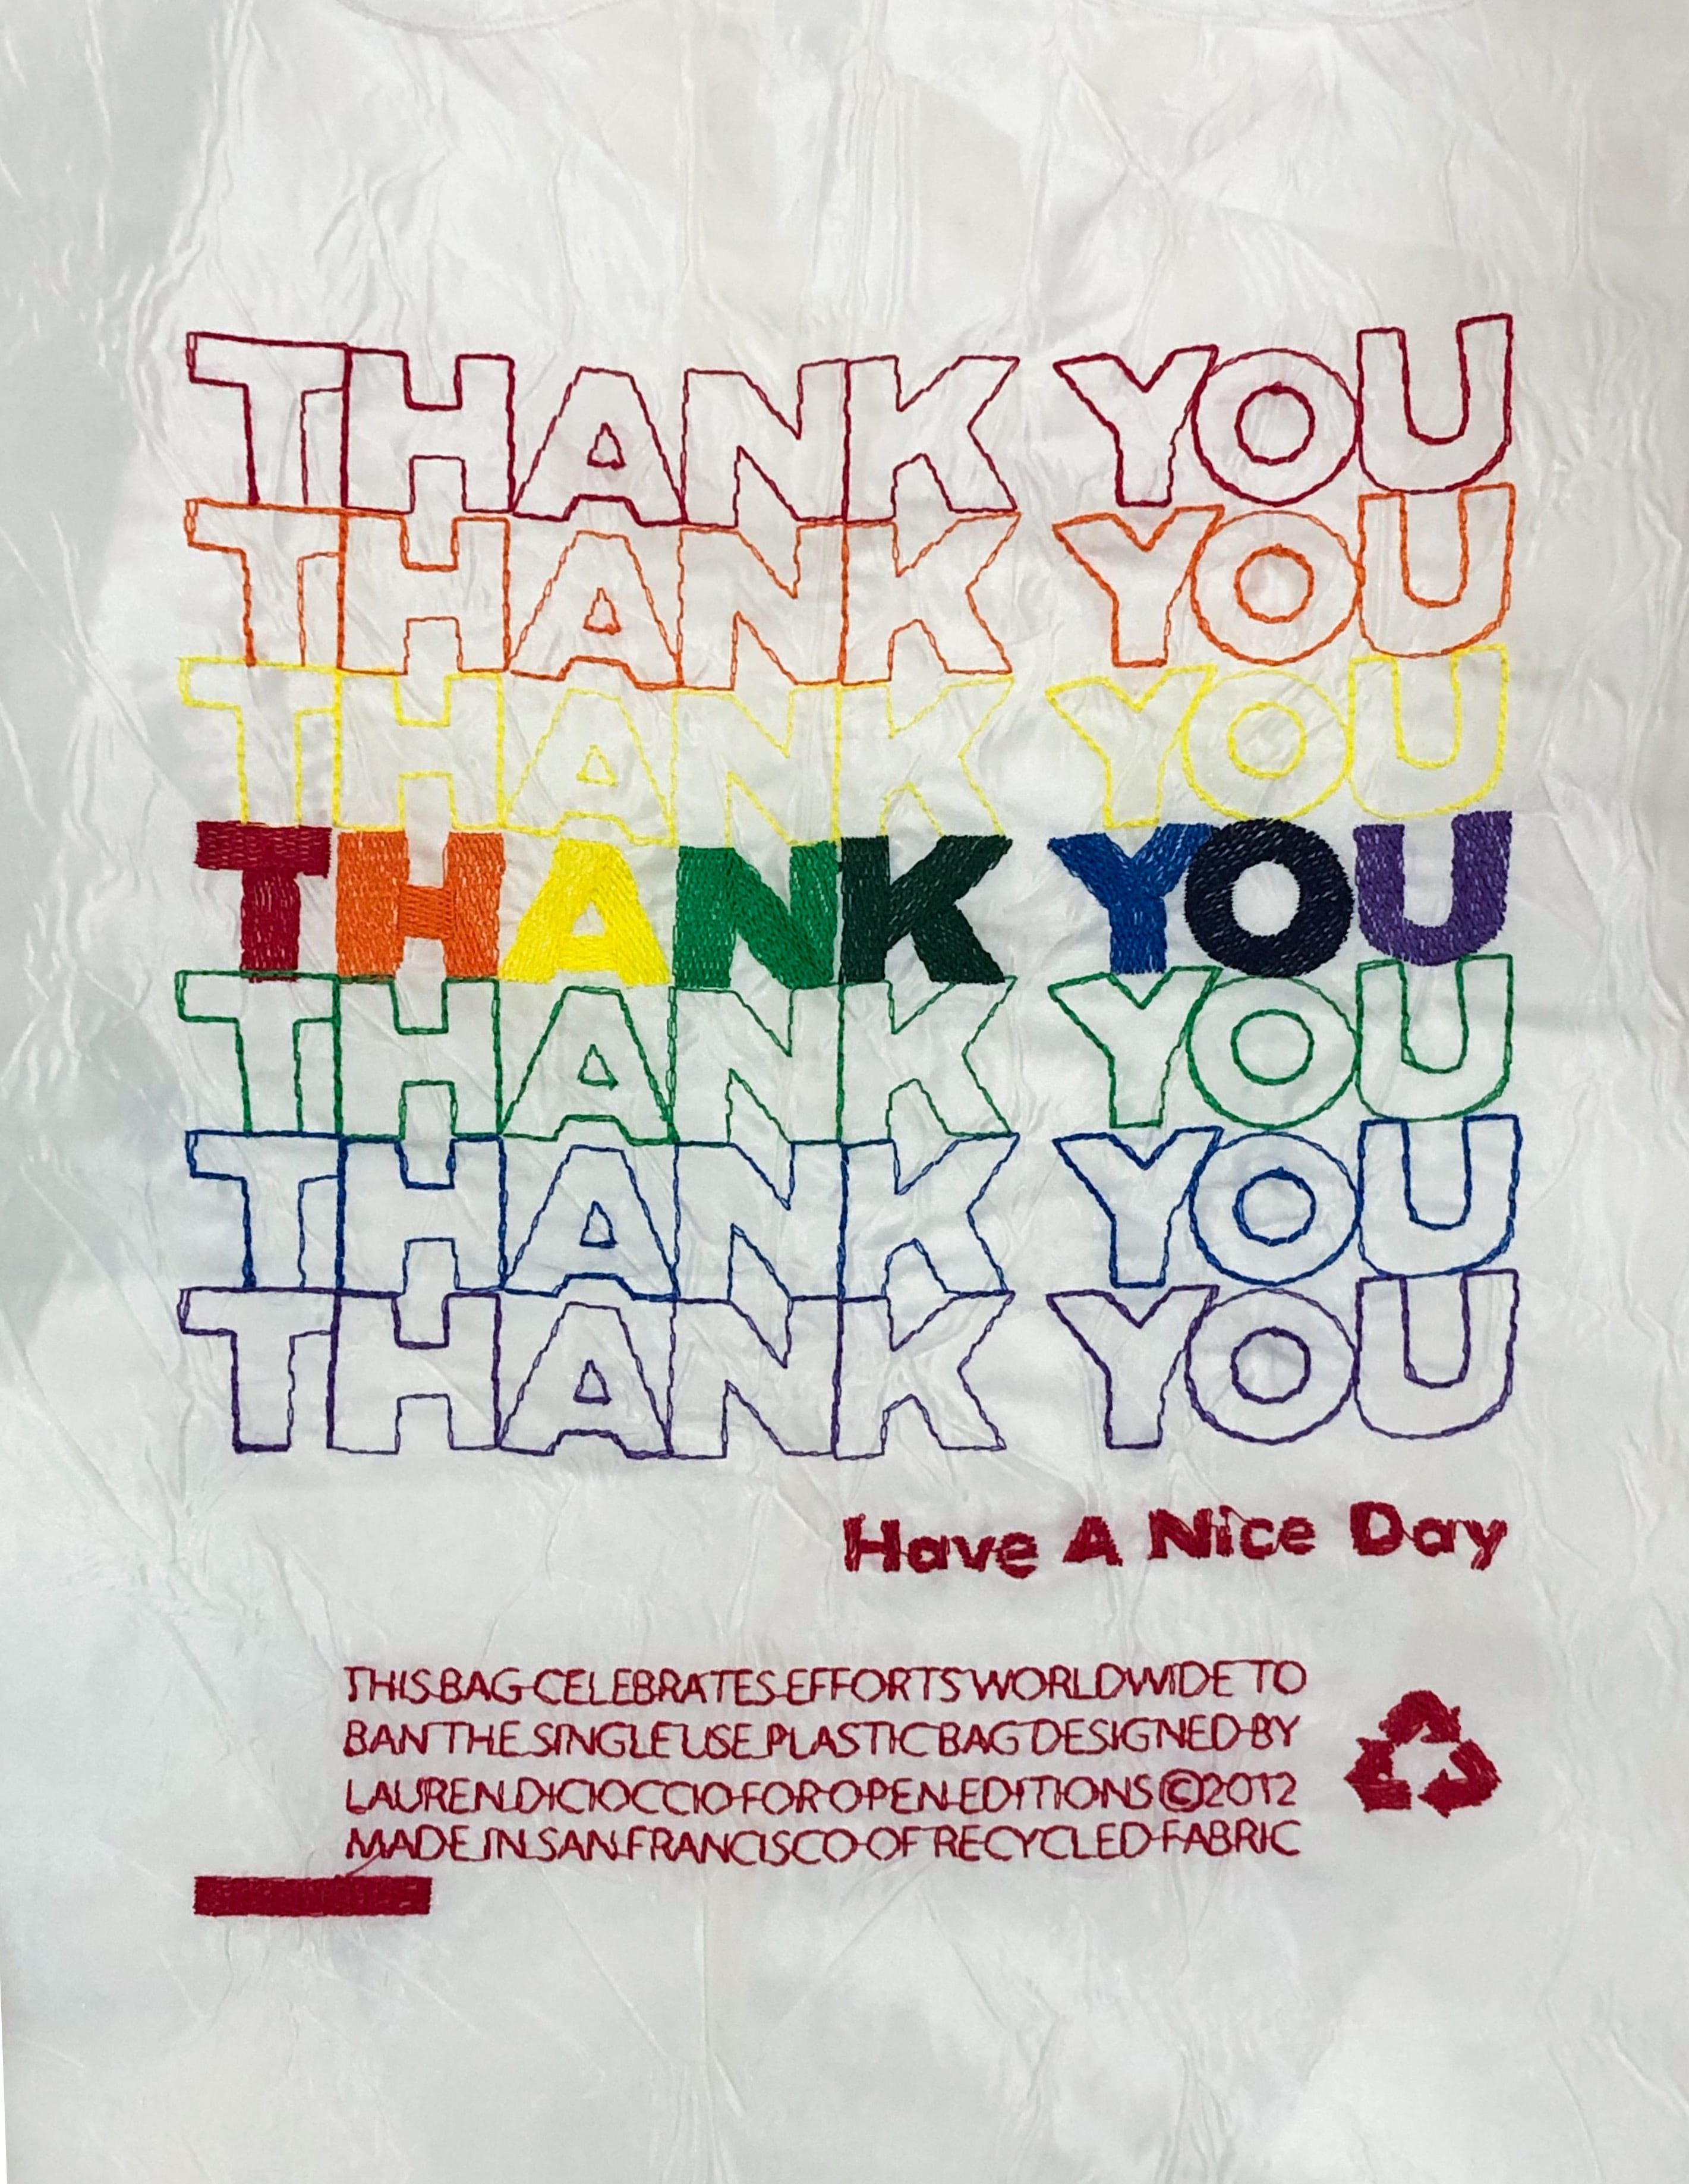 THANK YOU
THANK YOU
THANK YOU
THANK YOU
THANK YOU
THANK YOU
THANK YOU
Have A Nice Day
THIS BAG CELEBRATES EFFORTS WORLDWIDE TO
BAN THE SINGLE USE PLASTIC BAG DESIGNED BY
LAUREN DICIOCCIO FOR OPEN EDITIONS ©2012
MADE IN SAN FRANCISCO OF RECYCLED FABRIC